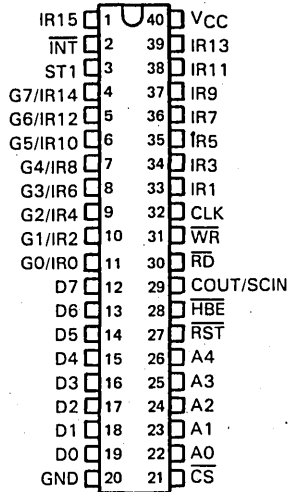 IR15 1 40 VCC
INT 2 39 IR13
ST1 3 38 IR11
G7/IR14 4 37 IR9
G6/IR12 5 36 IR7
G5/IR10 6 35 IR5
G4/IR8 7 34 IR3
G3/IR6 8 33 IR1
G2/IR4 9 32 CLK
G1/IR2 10 31 WR
G0/IR0 11 30 RD
D7 12 29 COUT/SCIN
D6 13 28 HBE
D5 14 27 RST
D4 15 26 A4
D3 16 25 A3
D2 17 24 A2
D1 18 23 A1
D0 19 22 A0
GND 20 21 CS